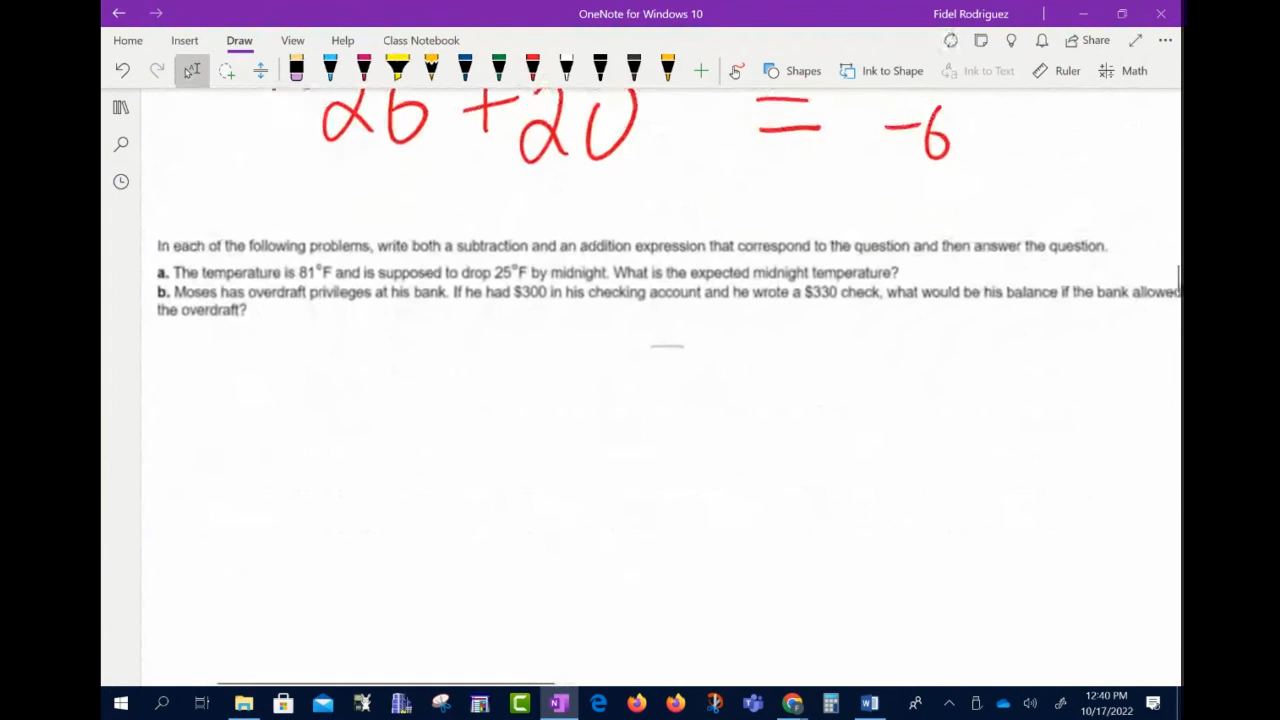 OneNote for Windows 10
Fidel Rodriguez
Home Insert Draw View Help Class Notebook
Share
Shapes Ink to Shape Ink to Text Ruler Math
26 + 20 = -6
In each of the following problems, write both a subtraction and an addition expression that correspond to the question and then answer the question.
a. The temperature is 81°F and is supposed to drop 25°F by midnight. What is the expected midnight temperature?
b. Moses has overdraft privileges at his bank. If he had $300 in his checking account and he wrote a $330 check, what would be his balance if the bank allowed
the overdraft?
12:40 PM
10/17/2022